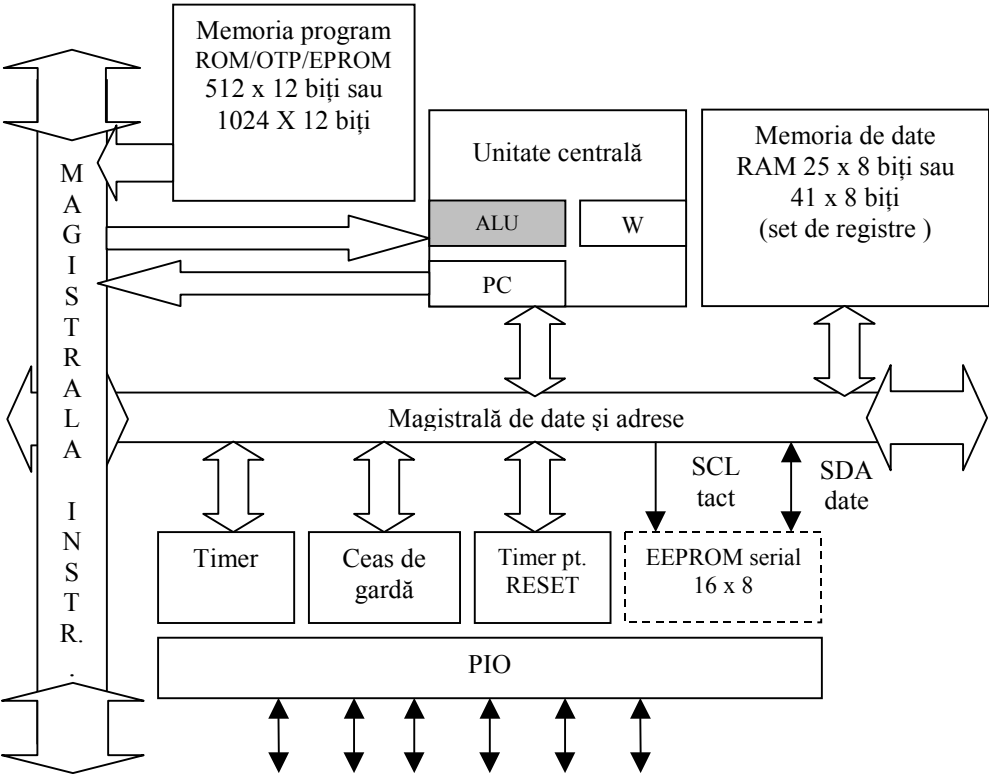 Memoria program
ROM/OTP/EPROM
512 x 12 biți sau
1024 X 12 biți
Unitate centrală
ALU
W
PC
Memoria de date
RAM 25 x 8 biți sau
41 x 8 biți
(set de registre )
M
A
G
I
S
T
R
A
L
A
I
N
S
T
R.
.
Magistrală de date și adrese
SCL
tact
SDA
date
Timer
Ceas de
gardă
Timer pt.
RESET
EEPROM serial
16 x 8
PIO